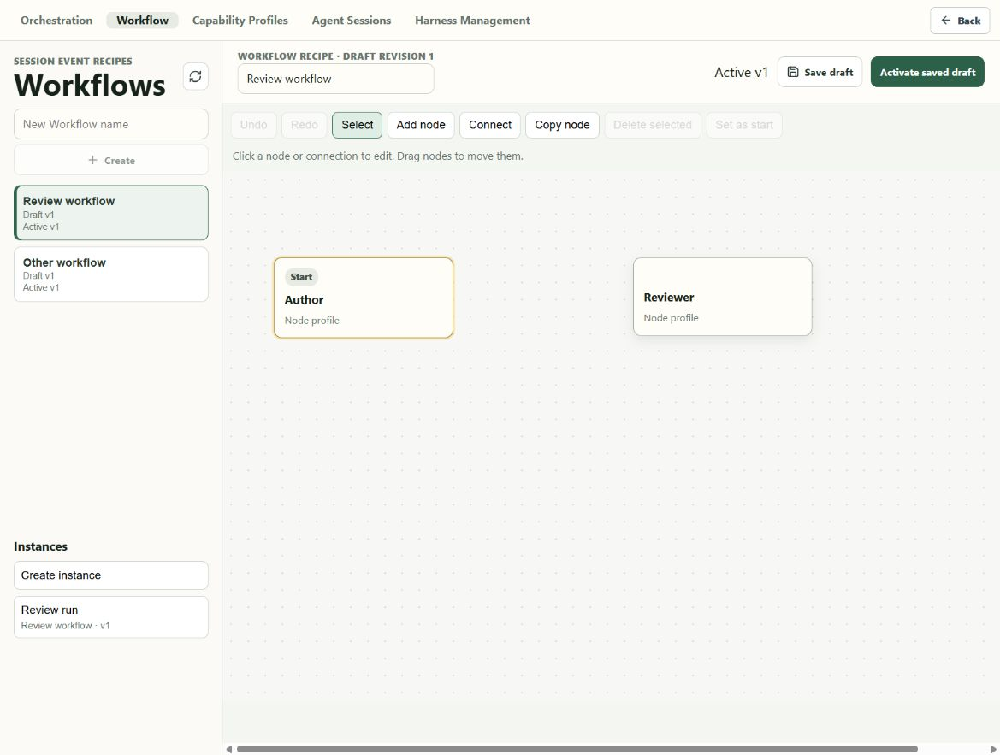 Orchestration Workflow Capability Profiles Agent Sessions Harness Management Back
SESSION EVENT RECIPES
Workflows
New Workflow name
Create
Review workflow
Draft v1
Active v1
Other workflow
Draft v1
Active v1
Instances
Create instance
Review run
Review workflow · v1
WORKFLOW RECIPE · DRAFT REVISION 1
Review workflow
Active v1 Save draft Activate saved draft
Undo Redo Select Add node Connect Copy node Delete selected Set as start
Click a node or connection to edit. Drag nodes to move them.
Start
Author
Node profile
Reviewer
Node profile